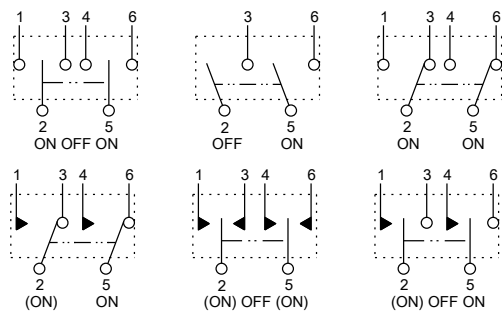 1 3 4 6 3 1 3 4 6
2 5 2 5 2 5
ON OFF ON OFF ON ON ON
1 3 4 6 1 3 4 6 1 3 4 6
2 5 2 5 2 5
(ON) ON (ON) OFF (ON) (ON) OFF ON